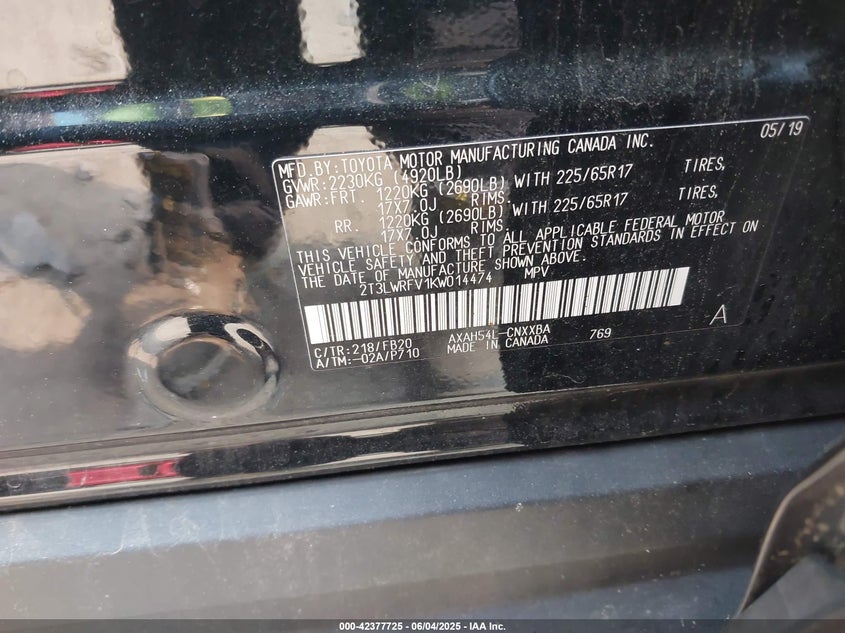 05/19
MFD.BY:TOYOTA MOTOR MANUFACTURING CANADA INC.
GVWR:2230KG (4920LB)
GAWR:FRT. 1220KG (2690LB) WITH 225/65R17 TIRES,
17X7.0J RIMS.
RR. 1220KG (2690LB) WITH 225/65R17 TIRES,
17X7.0J RIMS.
THIS VEHICLE CONFORMS TO ALL APPLICABLE FEDERAL MOTOR
VEHICLE SAFETY AND THEFT PREVENTION STANDARDS IN EFFECT ON
THE DATE OF MANUFACTURE SHOWN ABOVE.
2T3LWRFV1KW014474 MPV
C/TR:218/FB20 AXAH54L-CNXXBA 769 A
A/TM:-02A/P710 MADE IN CANADA
000-42377725 - 06/04/2025 - IAA Inc.